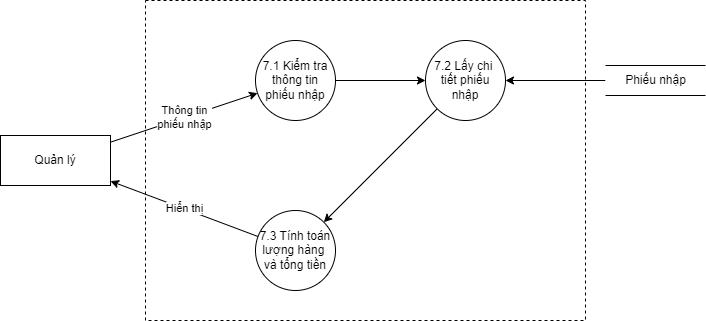 7.1 Kiểm tra
thông tin
phiếu nhập
7.2 Lấy chi
tiết phiếu
nhập
Phiếu nhập
Thông tin
phiếu nhập
Quản lý
Hiển thị
7.3 Tính toán
lượng hàng
và tổng tiền